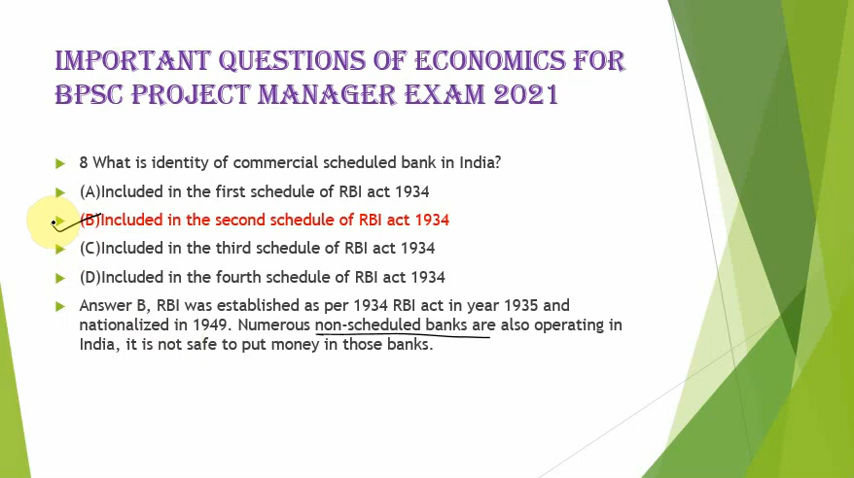 IMPORTANT QUESTIONS OF ECONOMICS FOR
BPSC PROJECT MANAGER EXAM 2021
8 What is identity of commercial scheduled bank in India?
(A)Included in the first schedule of RBI act 1934
(B)Included in the second schedule of RBI act 1934
(C)Included in the third schedule of RBI act 1934
(D)Included in the fourth schedule of RBI act 1934
Answer B, RBI was established as per 1934 RBI act in year 1935 and
nationalized in 1949. Numerous non-scheduled banks are also operating in
India, it is not safe to put money in those banks.